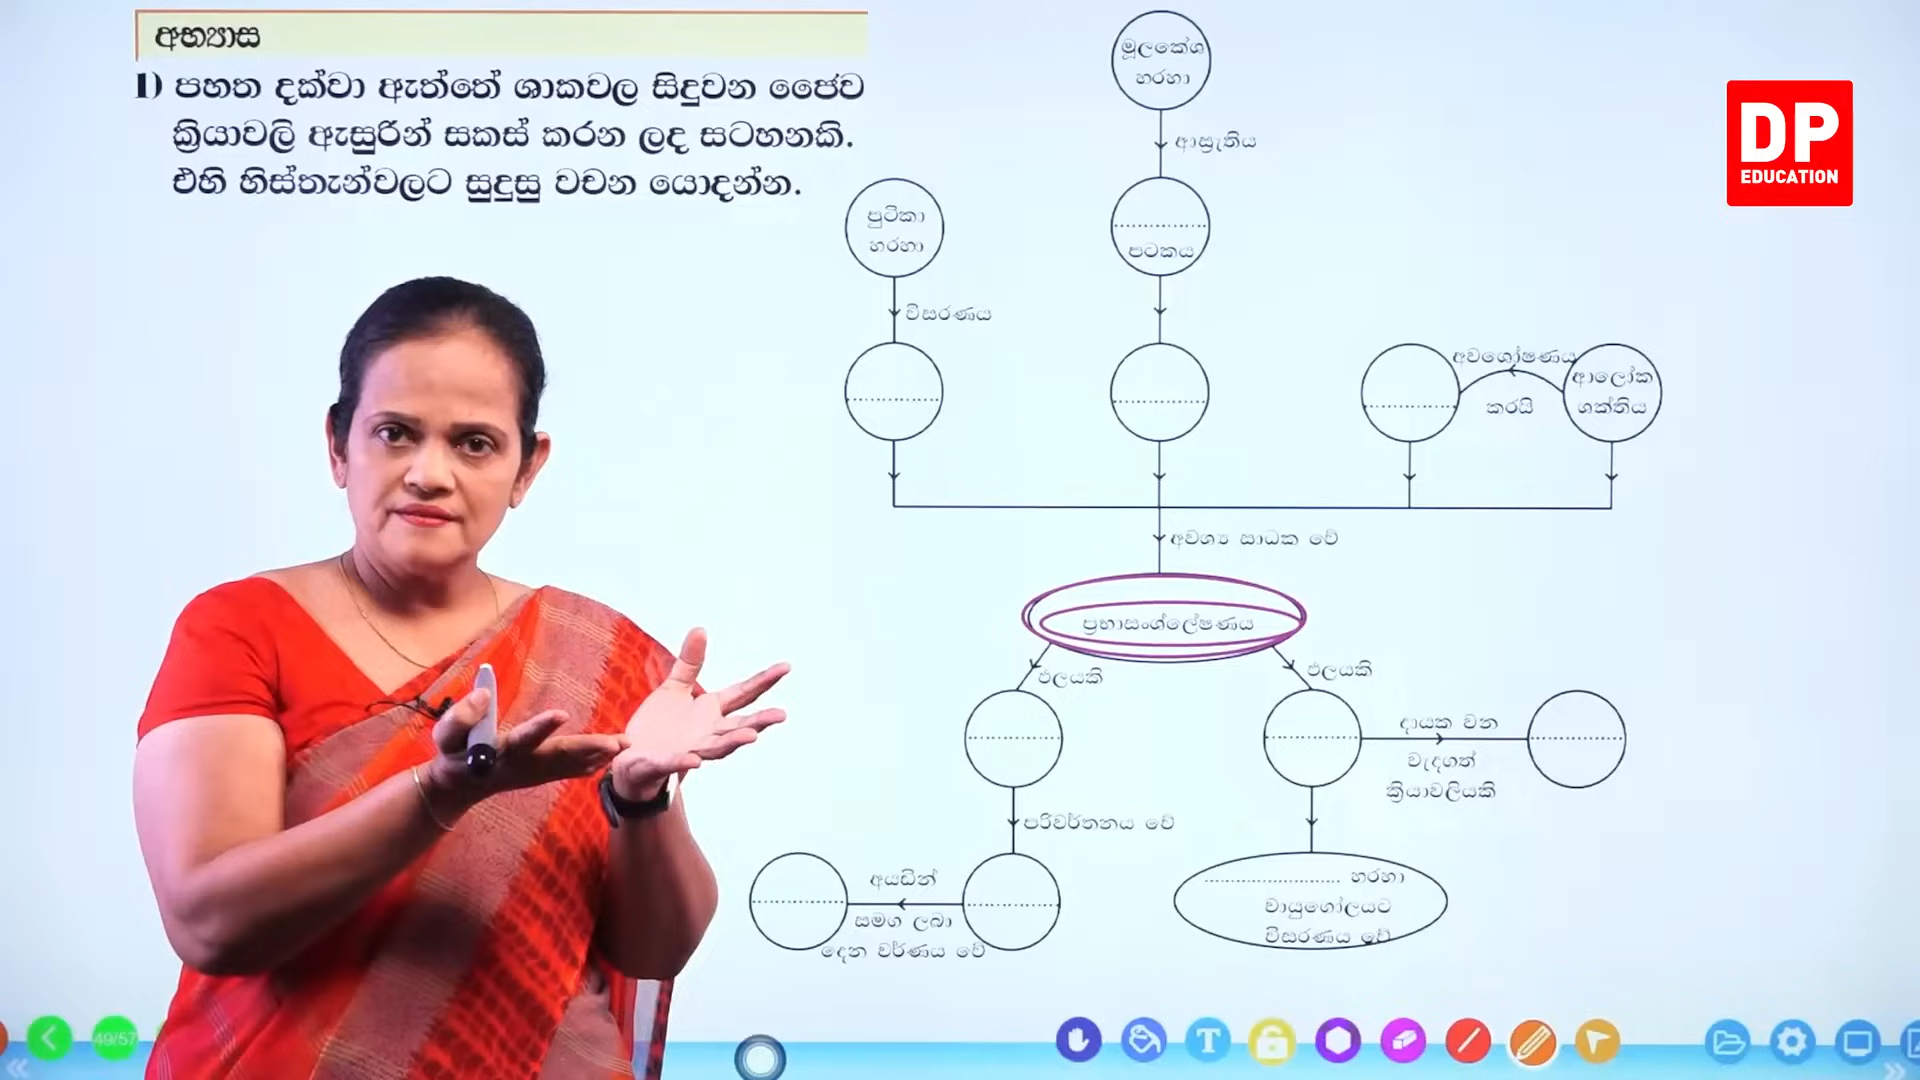 අභ්‍යාස
1) පහත දක්වා ඇත්තේ ශාකවල සිදුවන ජෛව
ක්‍රියාවලි ඇසුරින් සකස් කරන ලද සටහනකි.
එහි හිස්තැන්වලට සුදුසු වචන යොදන්න.
DP
EDUCATION
මූලකේශ
හරහා
ආස්‍රැතිය
පුටිකා
හරහා
පටකය
විසරණය
අවශෝෂණය
කරයි
ආලෝක
ශක්තිය
අවශ්‍ය සාධක වේ
ප්‍රභාසංශ්ලේෂණය
ඵලයකි
ඵලයකි
දායක වන
වැදගත්
ක්‍රියාවලියකි
පරිවර්තනය වේ
අයඩින්
සමග ලබා
දෙන වර්ණය වේ
.......................... හරහා
වායුගෝලයට
විසරණය වේ
49/57
T